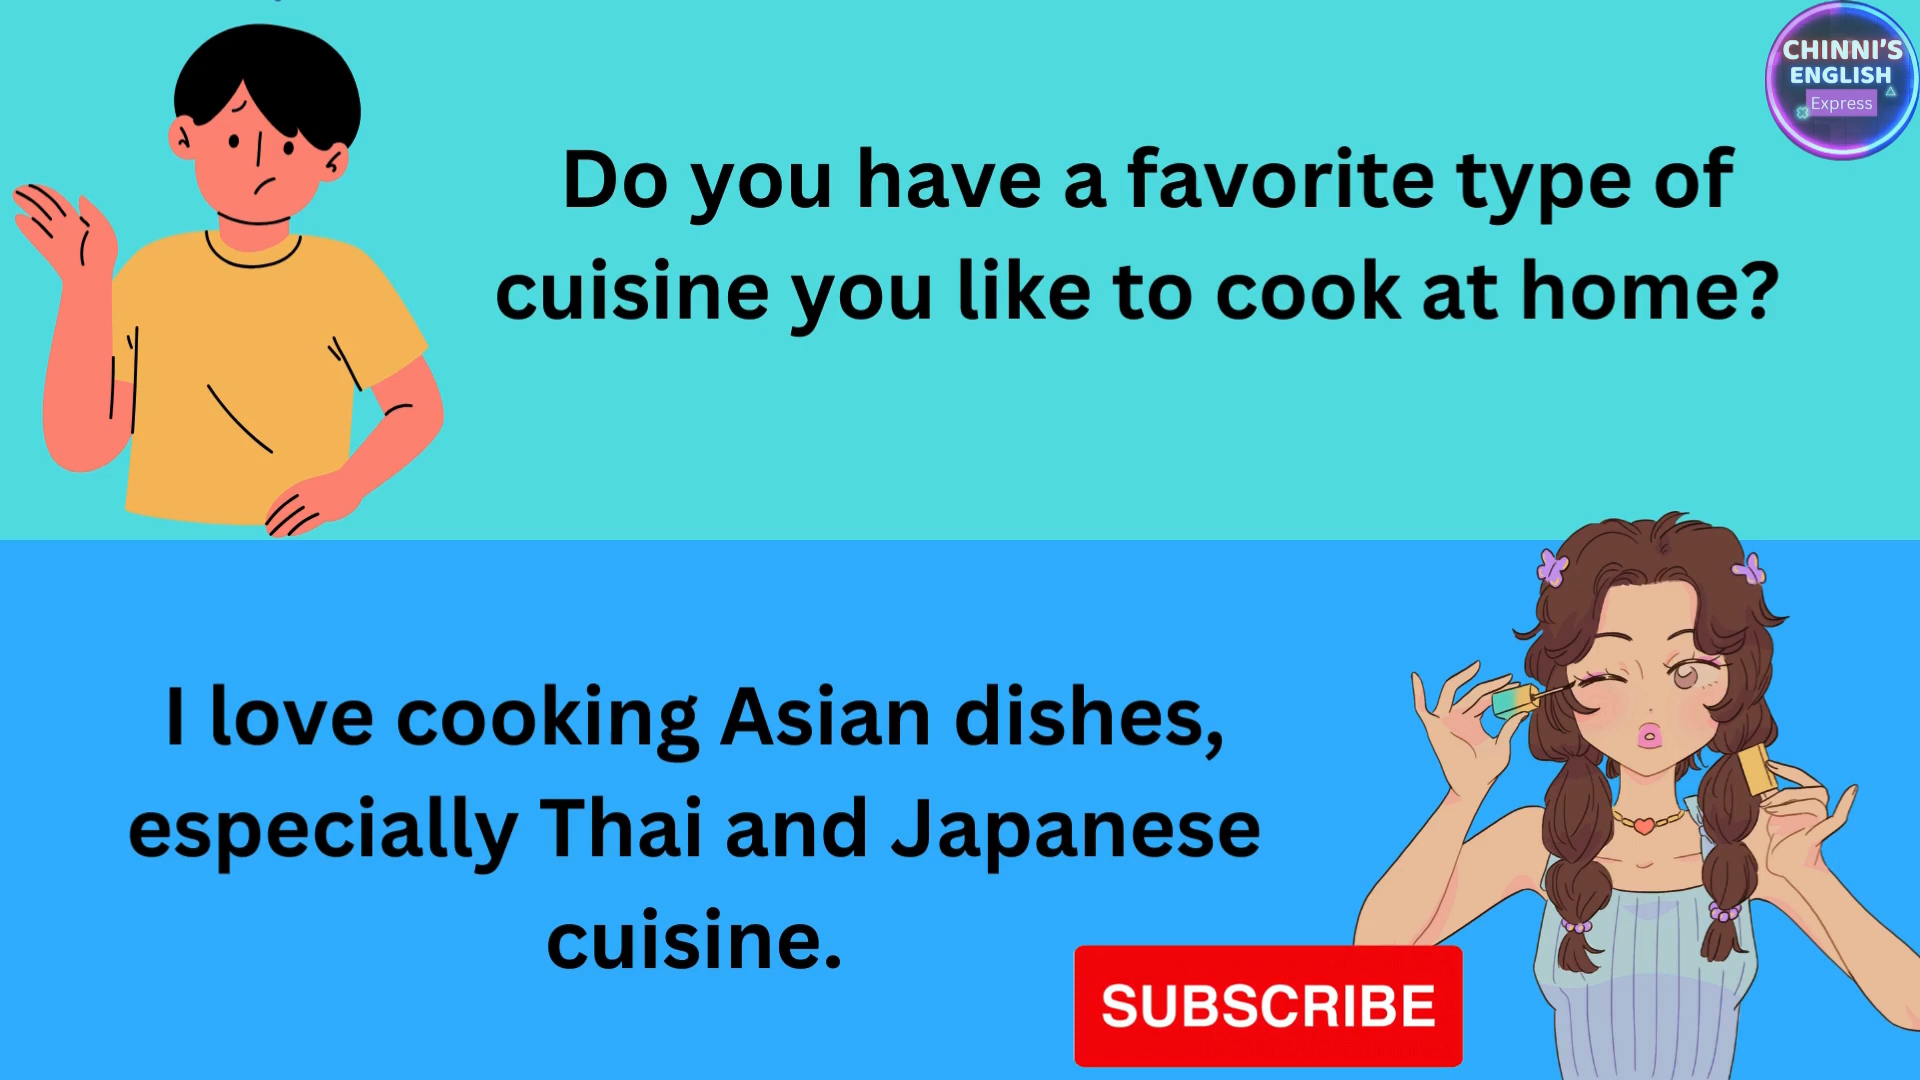 CHINNI'S
ENGLISH
Express
Do you have a favorite type of
cuisine you like to cook at home?
I love cooking Asian dishes,
especially Thai and Japanese
cuisine.
SUBSCRIBE